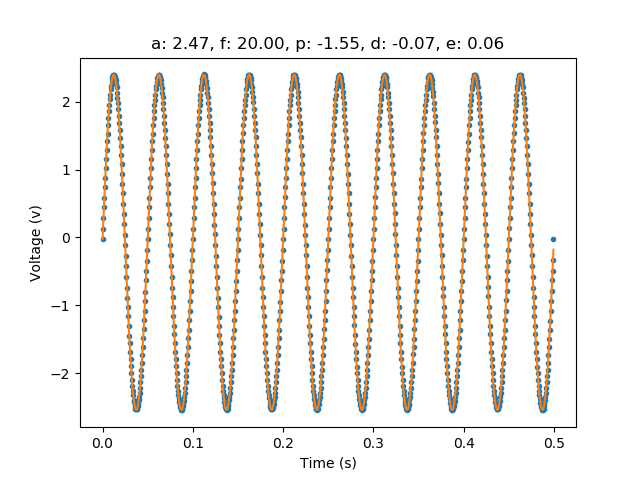 a: 2.47, f: 20.00, p: -1.55, d: -0.07, e: 0.06
Voltage (v)
2
1
0
−1
−2
0.0 0.1 0.2 0.3 0.4 0.5
Time (s)